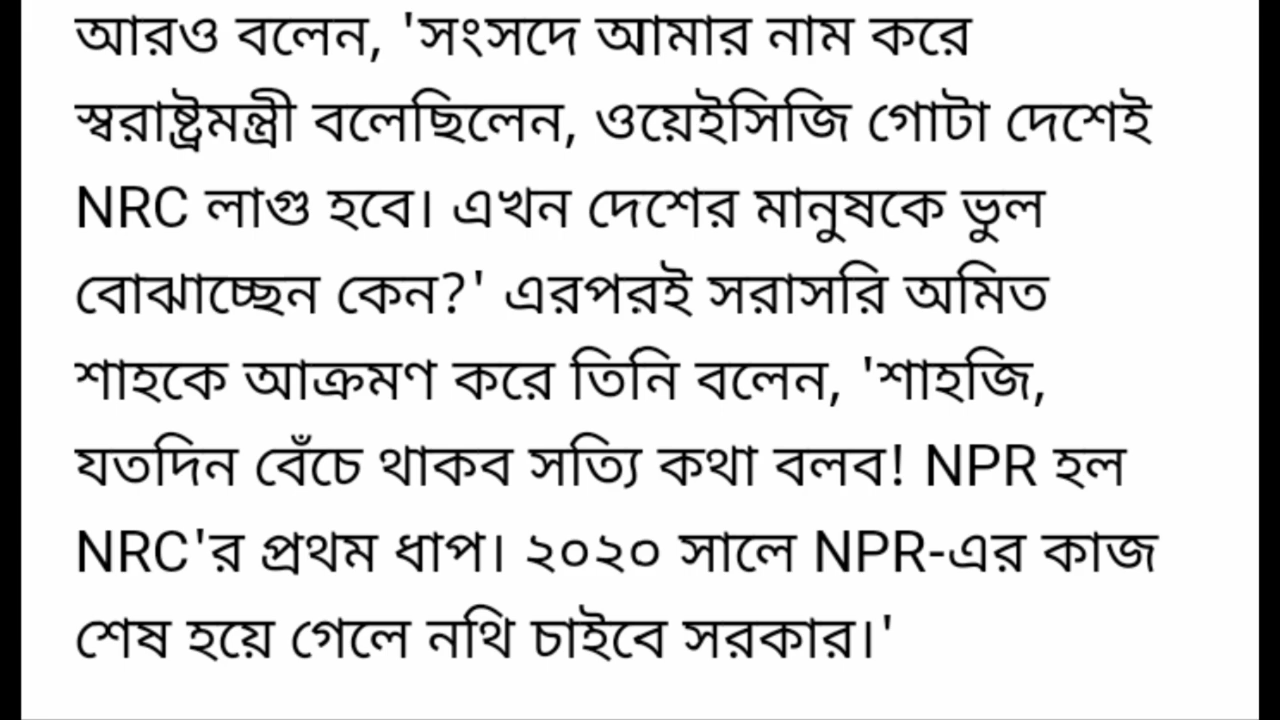 আরও বলেন, 'সংসদে আমার নাম করে
স্বরাষ্ট্রমন্ত্রী বলেছিলেন, ওয়েইসিজি গোটা দেশেই
NRC লাগু হবে। এখন দেশের মানুষকে ভুল
বোঝাচ্ছেন কেন?' এরপরই সরাসরি অমিত
শাহকে আক্রমণ করে তিনি বলেন, 'শাহজি,
যতদিন বেঁচে থাকব সত্যি কথা বলব! NPR হল
NRC'র প্রথম ধাপ। ২০২০ সালে NPR-এর কাজ
শেষ হয়ে গেলে নথি চাইবে সরকার।'